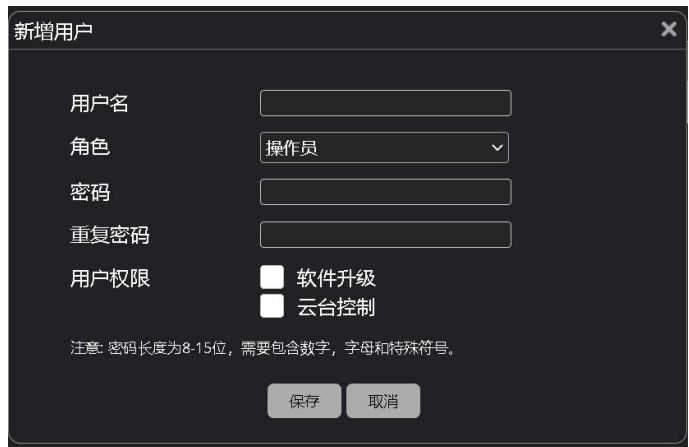 新增用户
用户名
角色 操作员
密码
重复密码
用户权限 软件升级
云台控制
注意: 密码长度为8-15位，需要包含数字，字母和特殊符号。
保存 取消